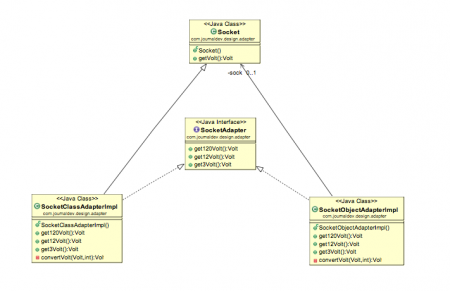 <<Java Class>>
Socket
com.journaldev.design.adapter
Socket()
getVolt():Volt
-sock 0..1
<<Java Interface>>
SocketAdapter
com.journaldev.design.adapter
get120Volt():Volt
get12Volt():Volt
get3Volt():Volt
<<Java Class>>
SocketClassAdapterImpl
com.journaldev.design.adapter
SocketClassAdapterImpl()
get120Volt():Volt
get12Volt():Volt
get3Volt():Volt
convertVolt(Volt,int):Vol
<<Java Class>>
SocketObjectAdapterImpl
com.journaldev.design.adapter
SocketObjectAdapterImpl()
get120Volt():Volt
get12Volt():Volt
get3Volt():Volt
convertVolt(Volt,int):Vol